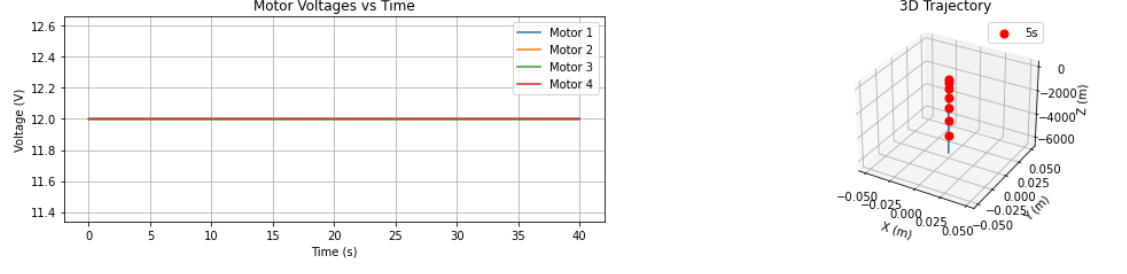 Motor Voltages vs Time
12.6
12.4
12.2
12.0
11.8
11.6
11.4
Voltage (V)
0 5 10 15 20 25 30 35 40
Time (s)
Motor 1
Motor 2
Motor 3
Motor 4
3D Trajectory
5s
0
−2000
−4000
−6000
Z (m)
0.050
0.025
0.000
−0.025
−0.050
Y (m)
−0.050
−0.025
0.000
0.025
0.050
X (m)